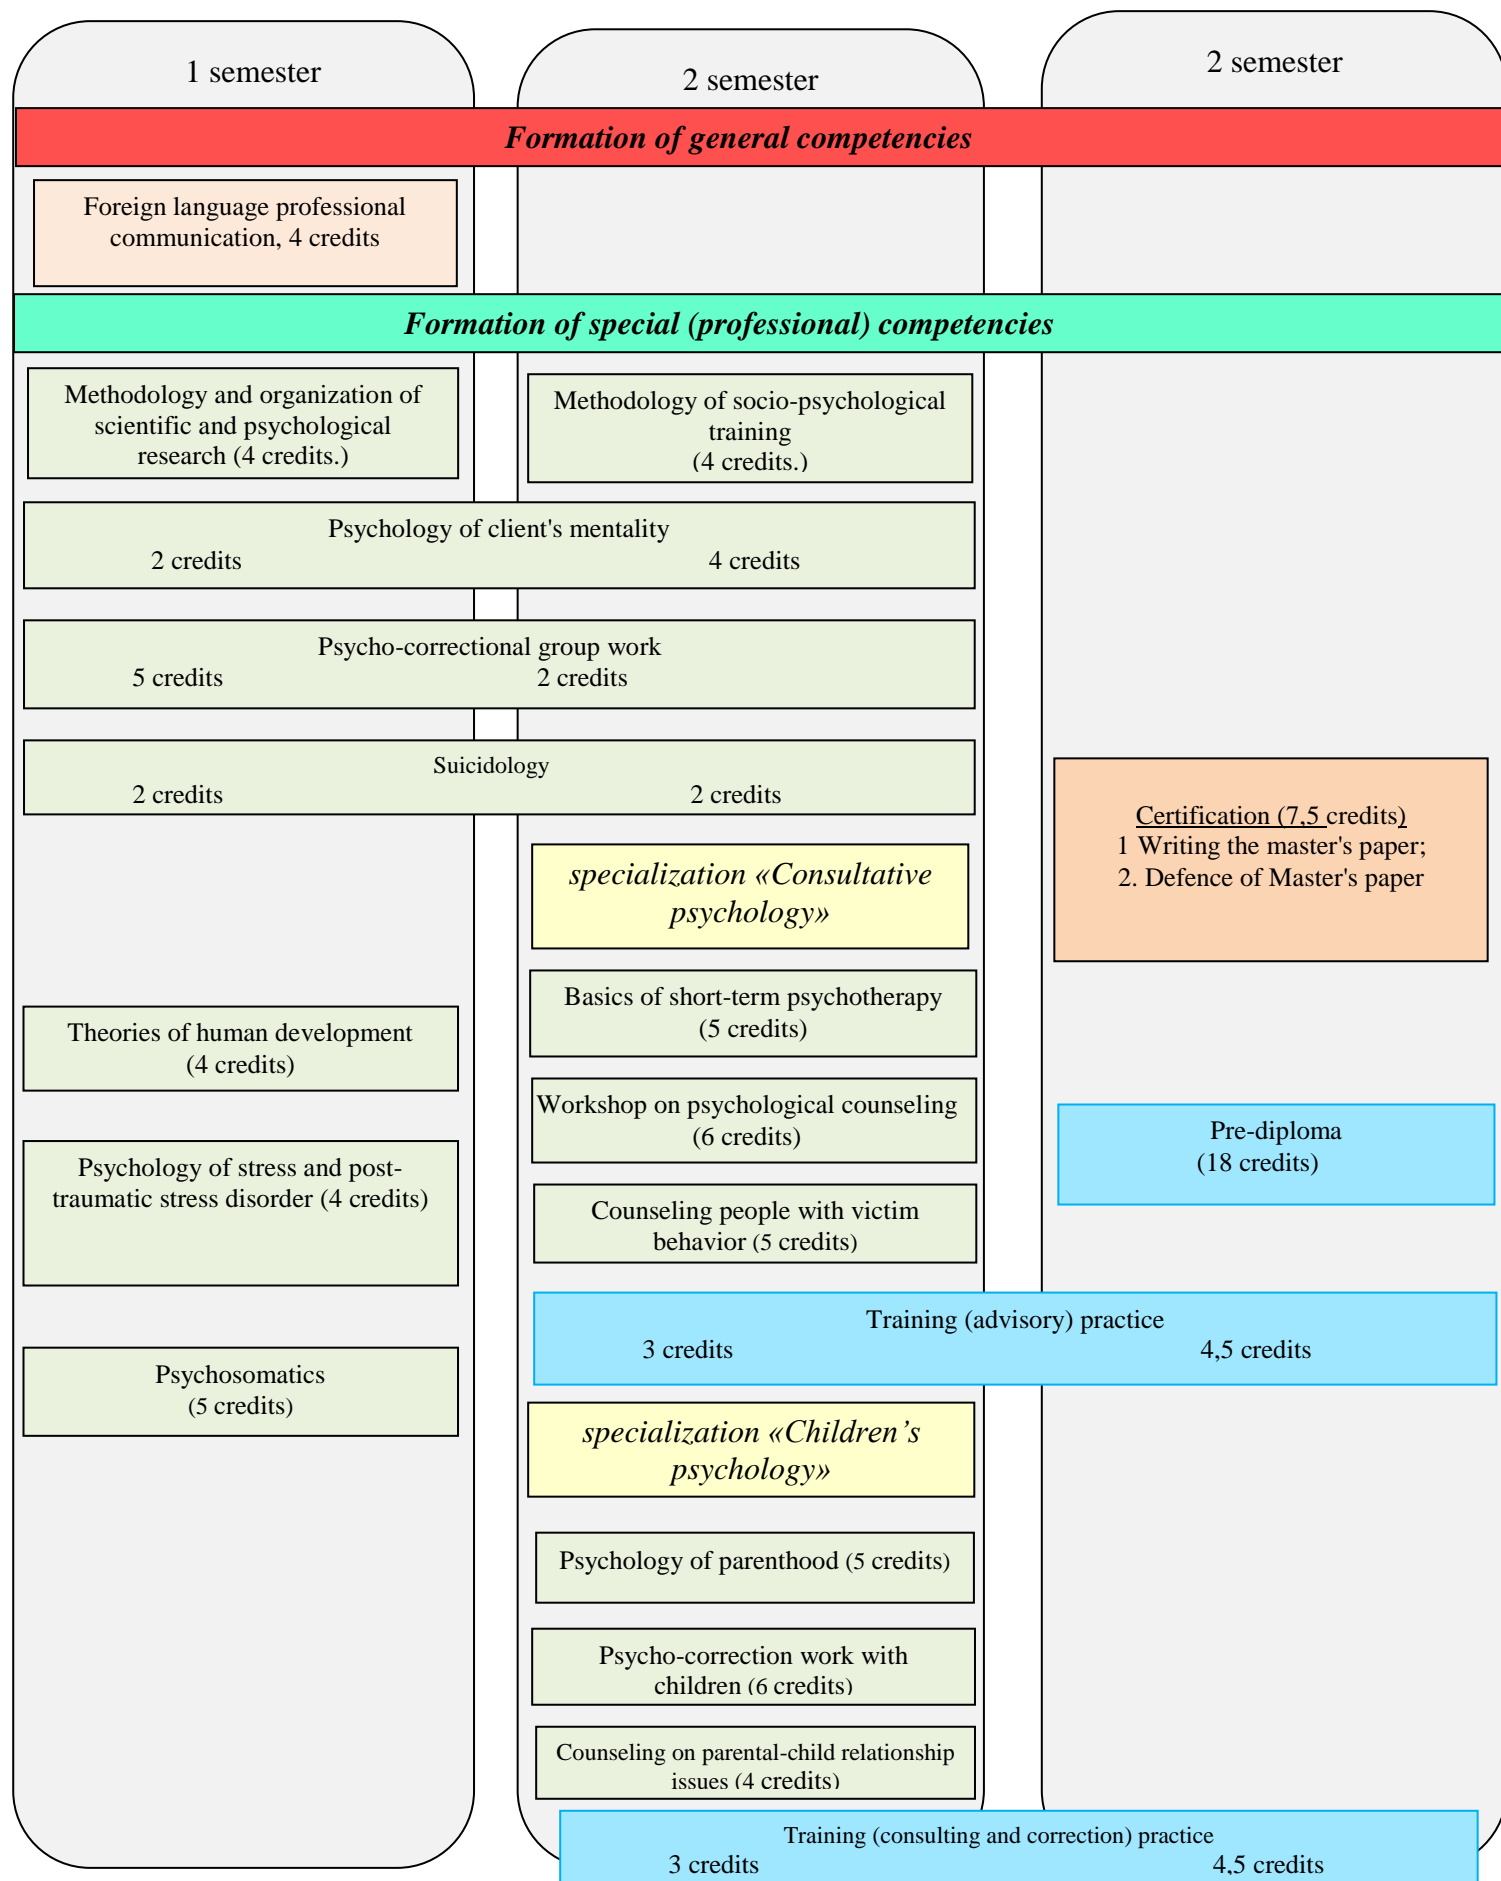 1 semester
2 semester
2 semester
Formation of general competencies
Foreign language professional
communication, 4 credits
Formation of special (professional) competencies
Methodology and organization of
scientific and psychological
research (4 credits.)
Methodology of socio-psychological
training
(4 credits.)
Psychology of client's mentality
2 credits 4 credits
Psycho-correctional group work
5 credits 2 credits
Suicidology
2 credits 2 credits
Certification (7,5 credits)
1 Writing the master's paper;
2. Defence of Master's paper
specialization «Consultative
psychology»
Basics of short-term psychotherapy
(5 credits)
Theories of human development
(4 credits)
Workshop on psychological counseling
(6 credits)
Pre-diploma
(18 credits)
Psychology of stress and post-
traumatic stress disorder (4 credits)
Counseling people with victim
behavior (5 credits)
Training (advisory) practice
3 credits 4,5 credits
Psychosomatics
(5 credits)
specialization «Children’s
psychology»
Psychology of parenthood (5 credits)
Psycho-correction work with
children (6 credits)
Counseling on parental-child relationship
issues (4 credits)
Training (consulting and correction) practice
3 credits 4,5 credits